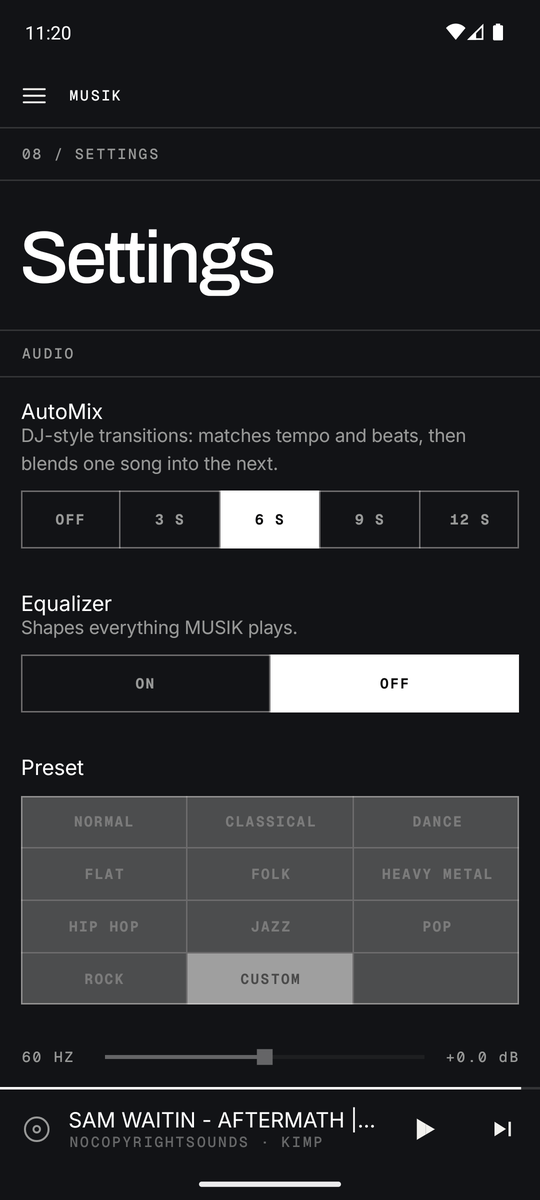 11:20
MUSIK
08 / SETTINGS
Settings
AUDIO
AutoMix
DJ-style transitions: matches tempo and beats, then
blends one song into the next.
OFF 3 S 6 S 9 S 12 S
Equalizer
Shapes everything MUSIK plays.
ON OFF
Preset
NORMAL CLASSICAL DANCE
FLAT FOLK HEAVY METAL
HIP HOP JAZZ POP
ROCK CUSTOM
60 HZ +0.0 dB
SAM WAITIN - AFTERMATH |...
NOCOPYRIGHTSOUNDS · KIMP